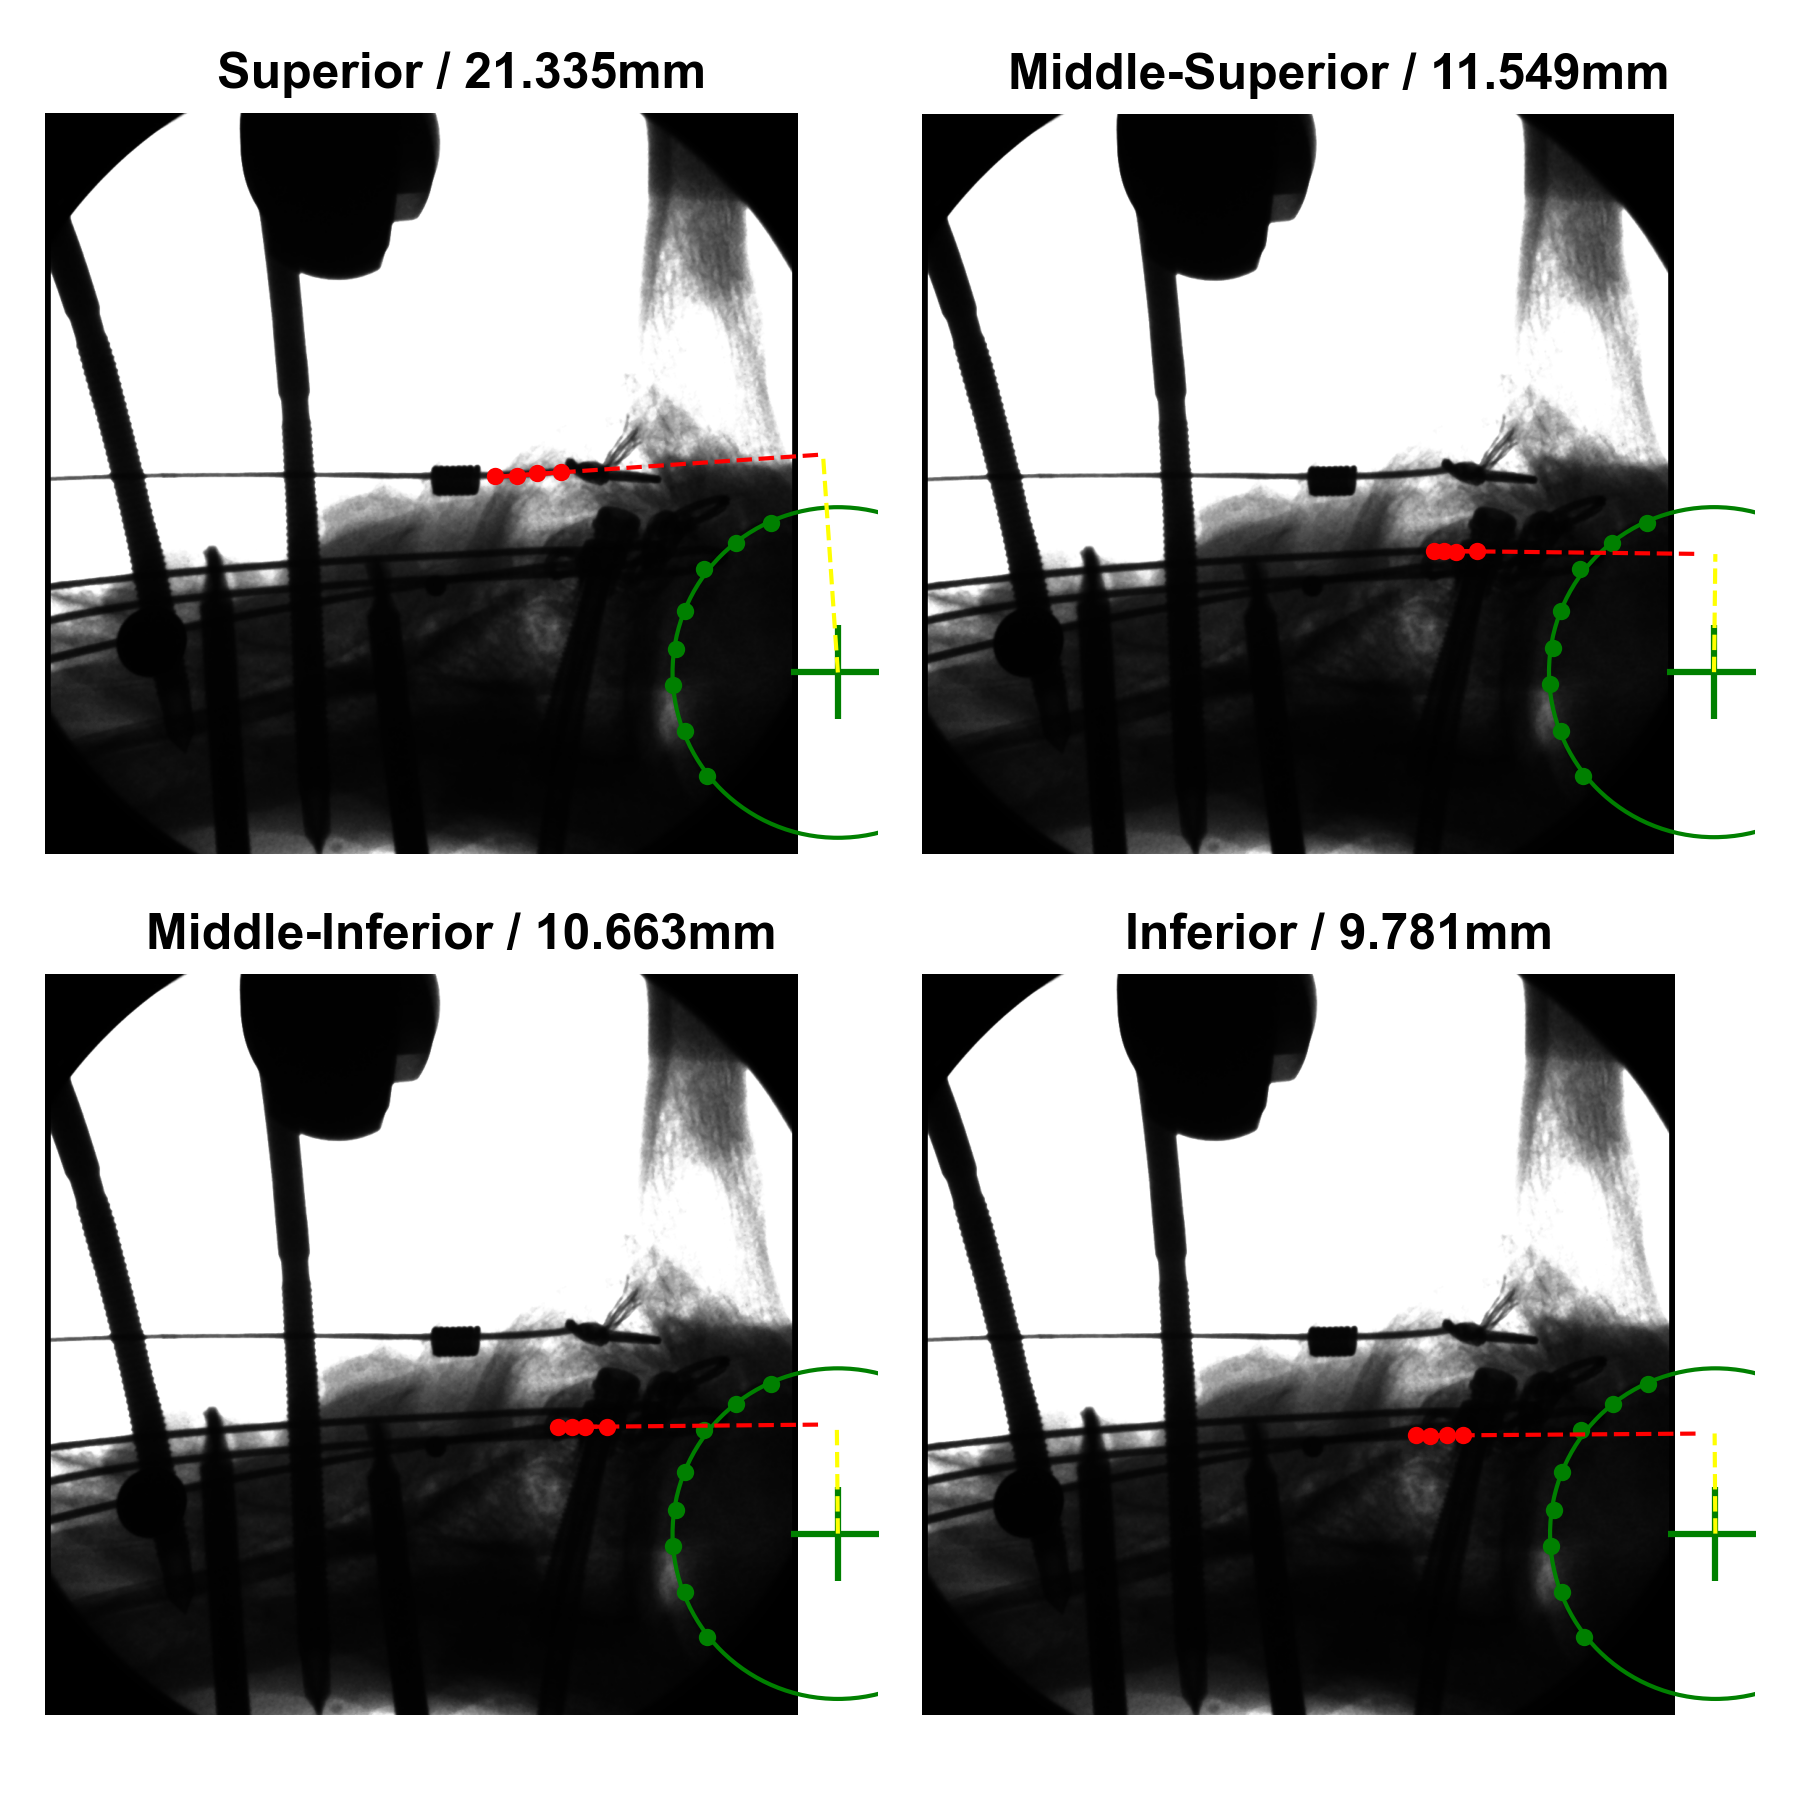 Superior / 21.335mm
Middle-Superior / 11.549mm
Middle-Inferior / 10.663mm
Inferior / 9.781mm